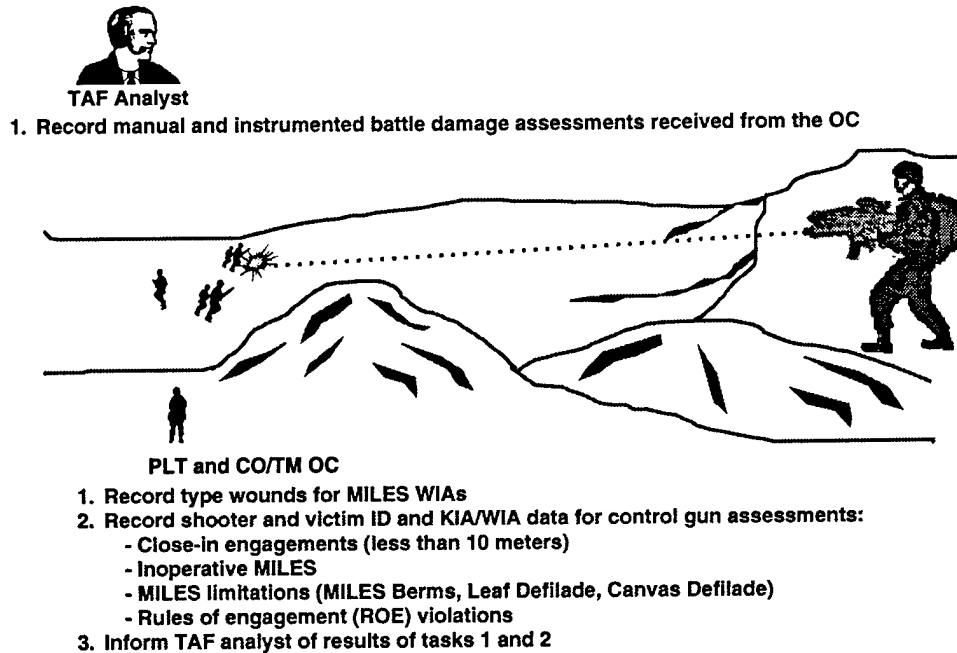 TAF Analyst
1. Record manual and instrumented battle damage assessments received from the OC
PLT and CO/TM OC
1. Record type wounds for MILES WIAs
2. Record shooter and victim ID and KIA/WIA data for control gun assessments:
- Close-in engagements (less than 10 meters)
- Inoperative MILES
- MILES limitations (MILES Berms, Leaf Defilade, Canvas Defilade)
- Rules of engagement (ROE) violations
3. Inform TAF analyst of results of tasks 1 and 2